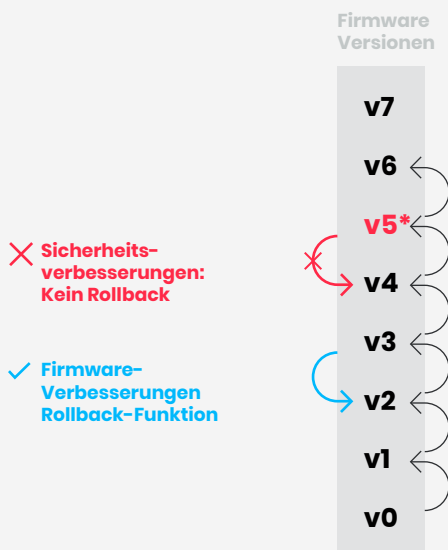 Firmware
Versionen
v7
v6
v5*
Sicherheits-
verbesserungen:
Kein Rollback
v4
v3
Firmware-
Verbesserungen
Rollback-Funktion
v2
v1
v0